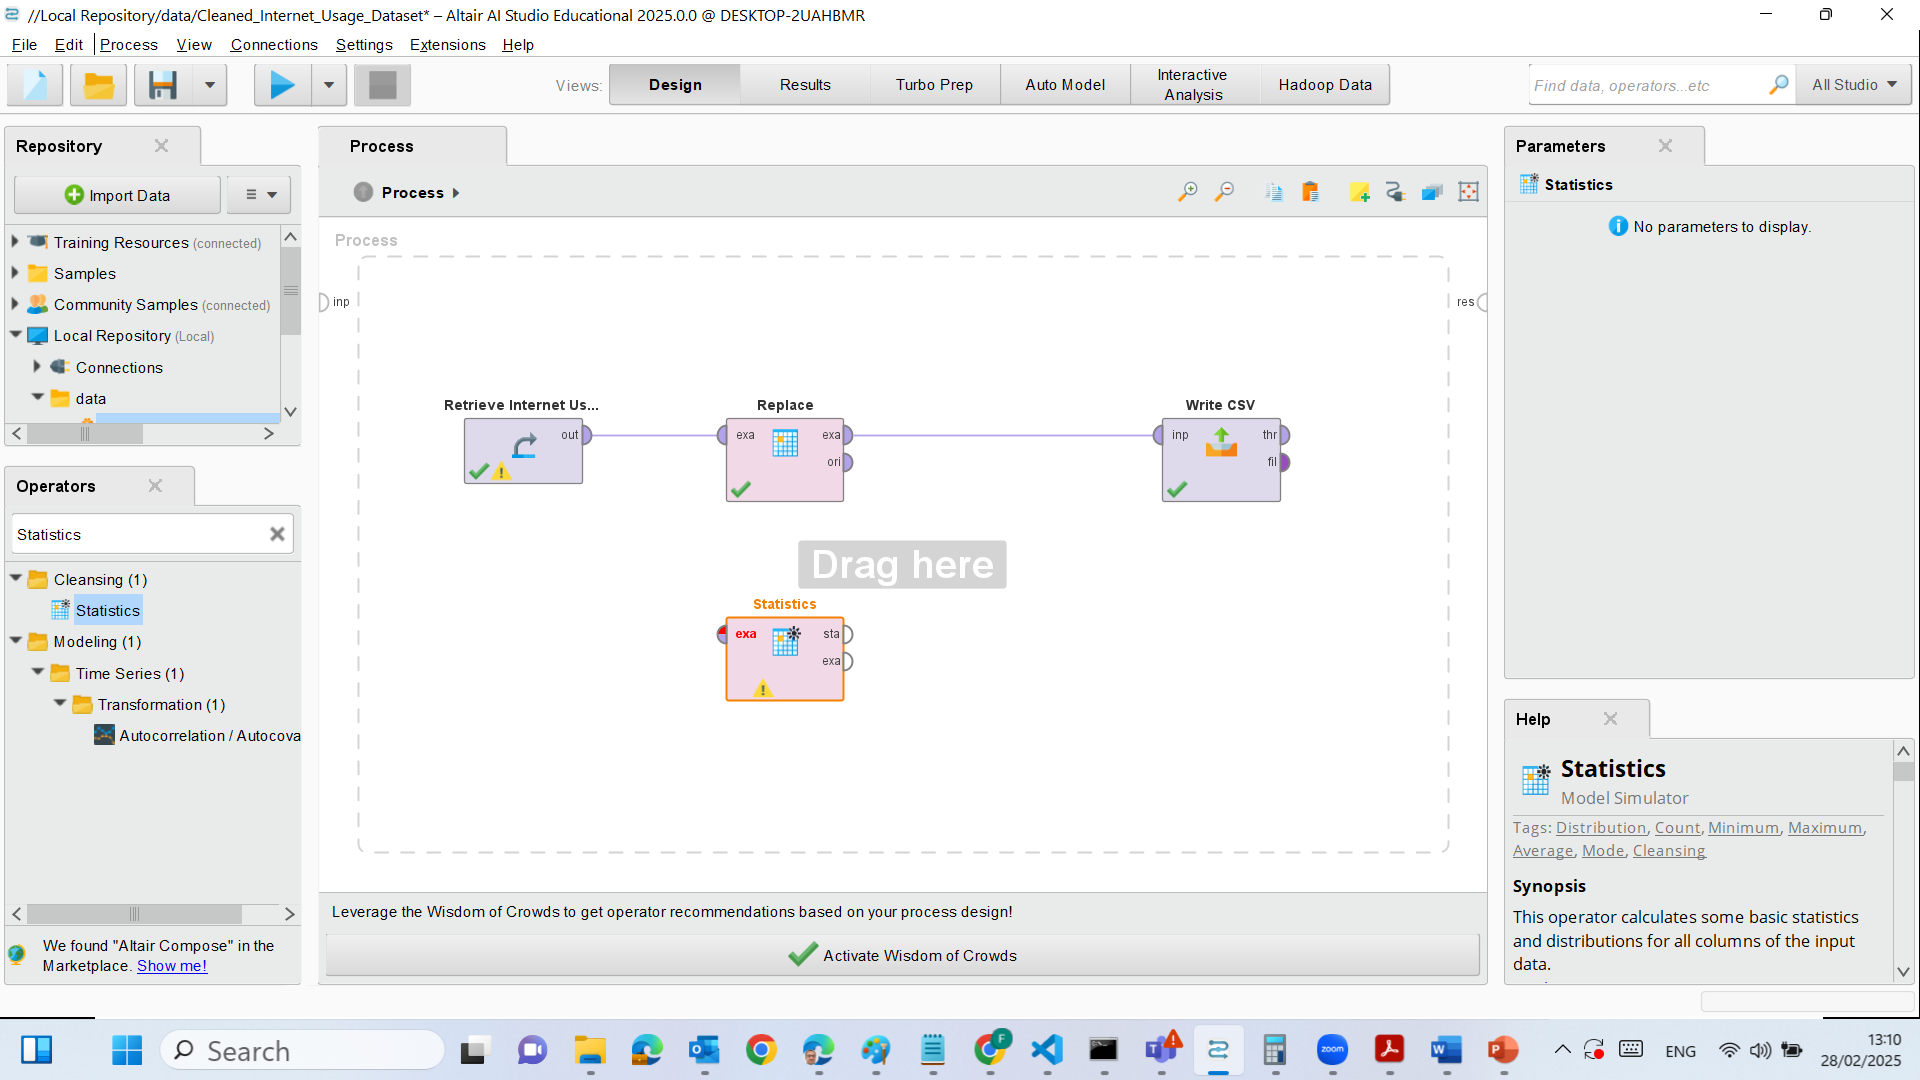 //Local Repository/data/Cleaned_Internet_Usage_Dataset* – Altair AI Studio Educational 2025.0.0 @ DESKTOP-2UAHBMR
File Edit Process View Connections Settings Extensions Help
Views: Design Results Turbo Prep Auto Model Interactive Analysis Hadoop Data
Find data, operators...etc
All Studio
Repository
Import Data
Training Resources (connected)
Samples
Community Samples (connected)
Local Repository (Local)
Connections
data
Operators
Statistics
Cleansing (1)
Statistics
Modeling (1)
Time Series (1)
Transformation (1)
Autocorrelation / Autocova
We found "Altair Compose" in the
Marketplace. Show me!
Process
Process
Process
inp
res
Retrieve Internet Us...
out
Replace
exa exa
ori
Write CSV
inp thr
fil
Drag here
Statistics
exa sta
exa
Leverage the Wisdom of Crowds to get operator recommendations based on your process design!
Activate Wisdom of Crowds
Parameters
Statistics
No parameters to display.
Help
Statistics
Model Simulator
Tags: Distribution, Count, Minimum, Maximum,
Average, Mode, Cleansing
Synopsis
This operator calculates some basic statistics
and distributions for all columns of the input
data.
Search
F
zoom
ENG
13:10
28/02/2025